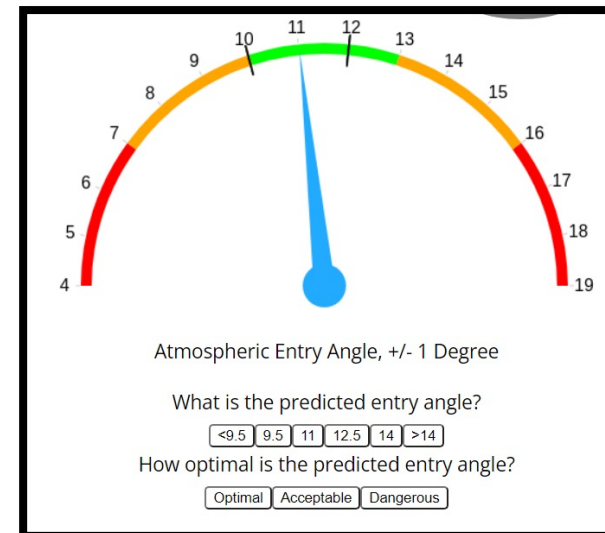 4 5 6 7 8 9 10 11 12 13 14 15 16 17 18 19
Atmospheric Entry Angle, +/- 1 Degree
What is the predicted entry angle?
<9.5 9.5 11 12.5 14 >14
How optimal is the predicted entry angle?
Optimal Acceptable Dangerous